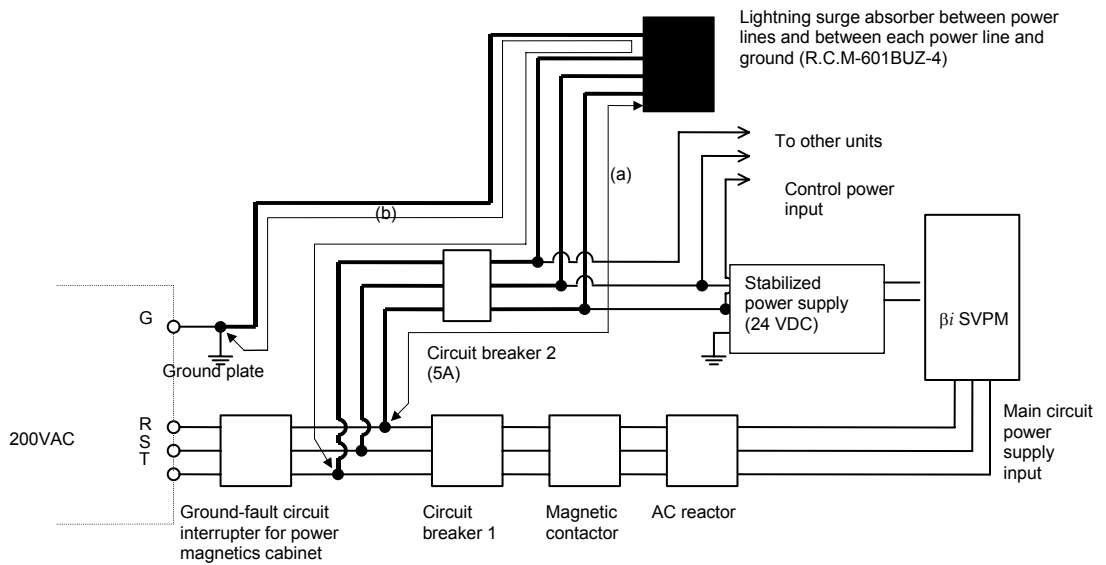 Lightning surge absorber between power
lines and between each power line and
ground (R.C.M-601BUZ-4)
To other units
(a)
Control power
input
(b)
Stabilized
power supply
(24 VDC)
βi SVPM
G
Ground plate
Circuit breaker 2
(5A)
200VAC
R
S
T
Main circuit
power
supply
input
Ground-fault circuit
interrupter for power
magnetics cabinet
Circuit
breaker 1
Magnetic
contactor
AC reactor